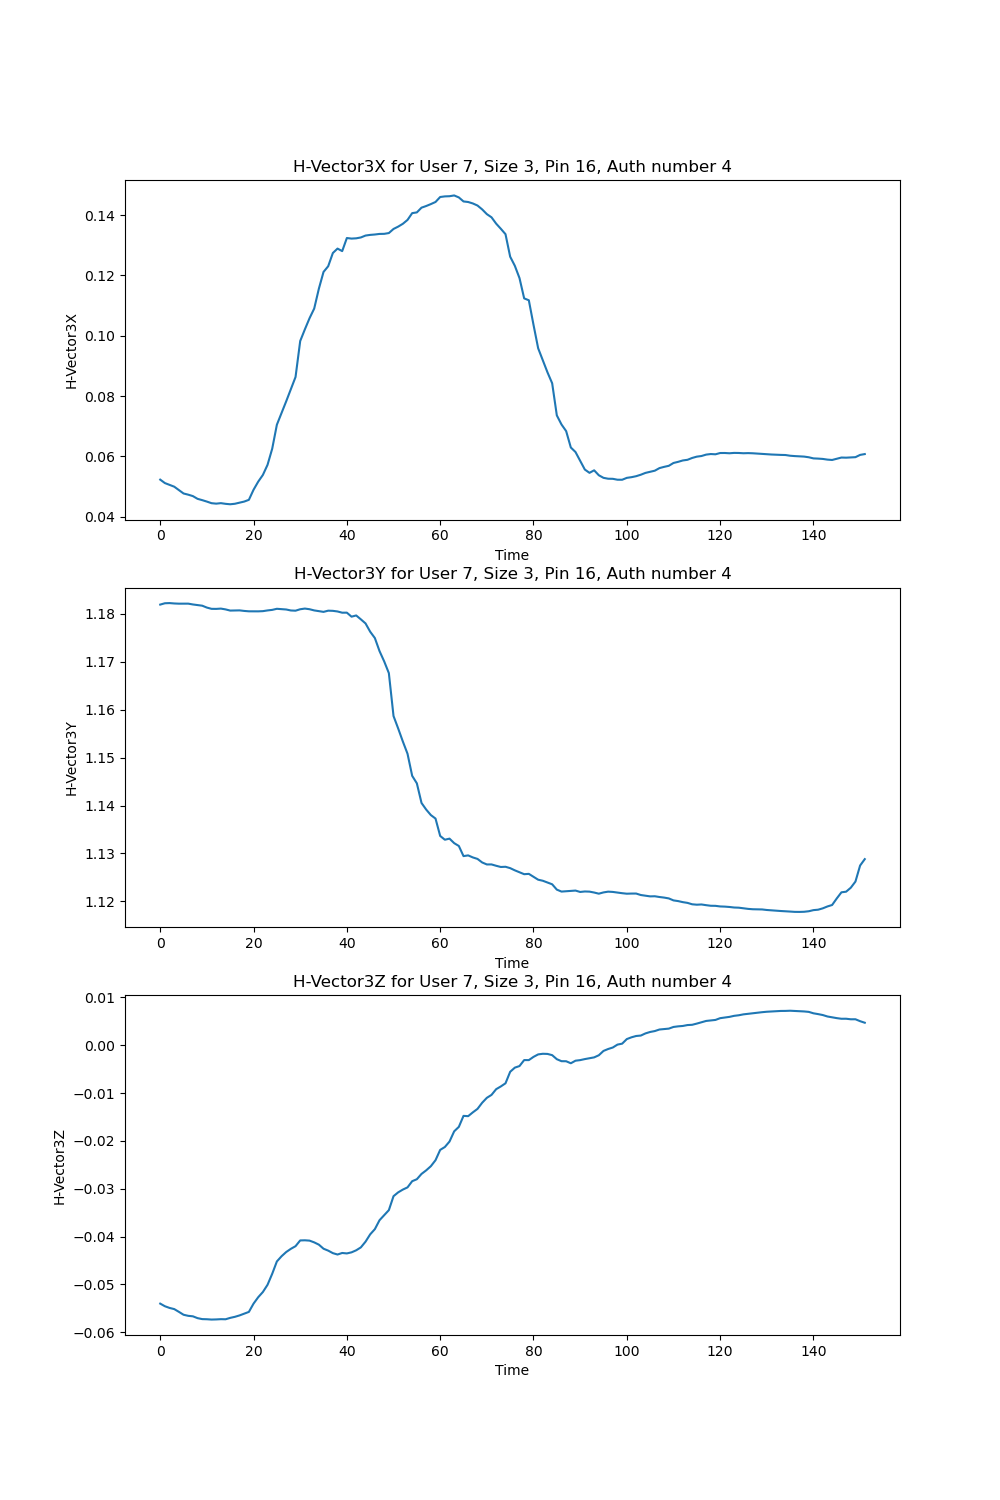 H-Vector3X for User 7, Size 3, Pin 16, Auth number 4
0.14
0.12
0.10
0.08
0.06
0.04
H-Vector3X
0 20 40 60 80 100 120 140
Time
H-Vector3Y for User 7, Size 3, Pin 16, Auth number 4
1.18
1.17
1.16
1.15
1.14
1.13
1.12
H-Vector3Y
0 20 40 60 80 100 120 140
Time
H-Vector3Z for User 7, Size 3, Pin 16, Auth number 4
0.01
0.00
−0.01
−0.02
−0.03
−0.04
−0.05
−0.06
H-Vector3Z
0 20 40 60 80 100 120 140
Time